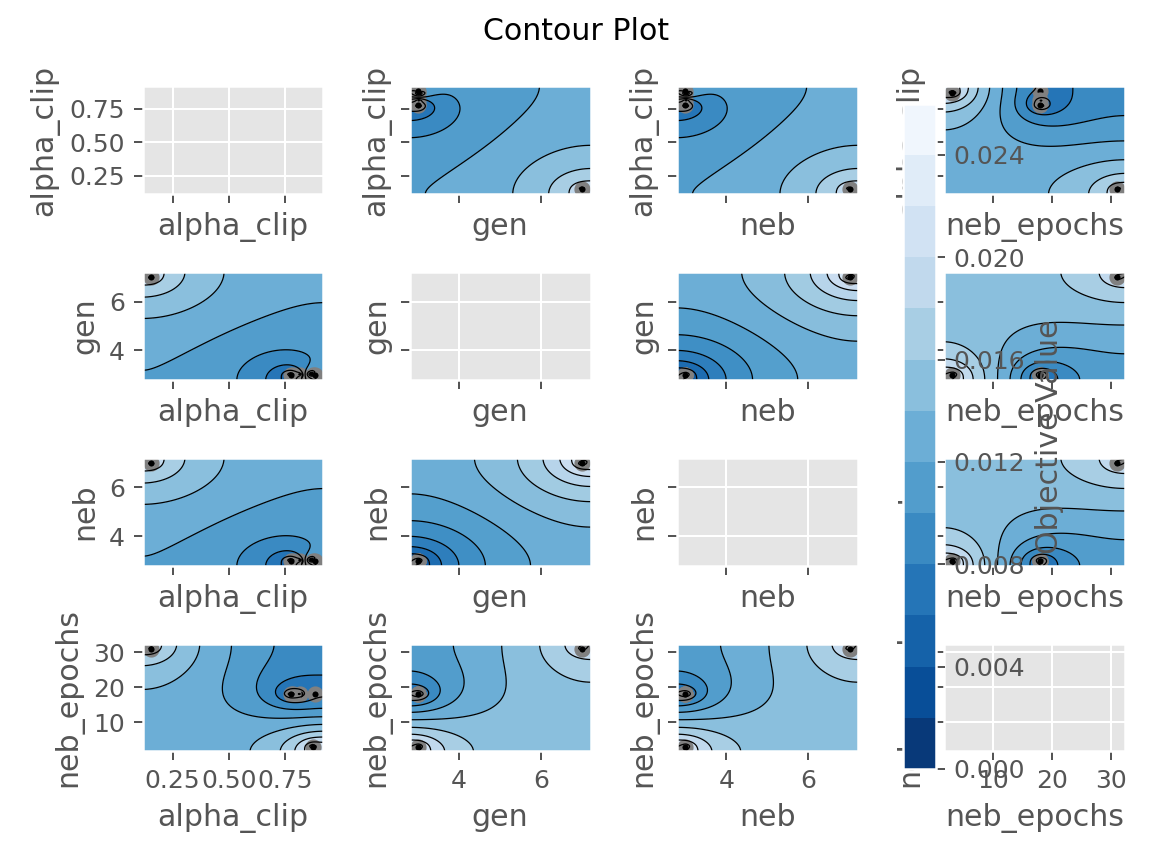 Contour Plot
alpha_clip
0.75
0.50
0.25
alpha_clip
alpha_clip
gen
alpha_clip
neb
lip
neb_epochs
0.024
0.020
0.016
0.012
0.008
0.004
0.000
Objective Value
gen
6
4
alpha_clip
gen
gen
gen
neb
neb_epochs
neb
6
4
alpha_clip
neb
gen
neb
neb
neb_epochs
neb_epochs
30
20
10
0.25
0.50
0.75
alpha_clip
neb_epochs
4
6
gen
neb_epochs
4
6
neb
n
10
20
30
neb_epochs